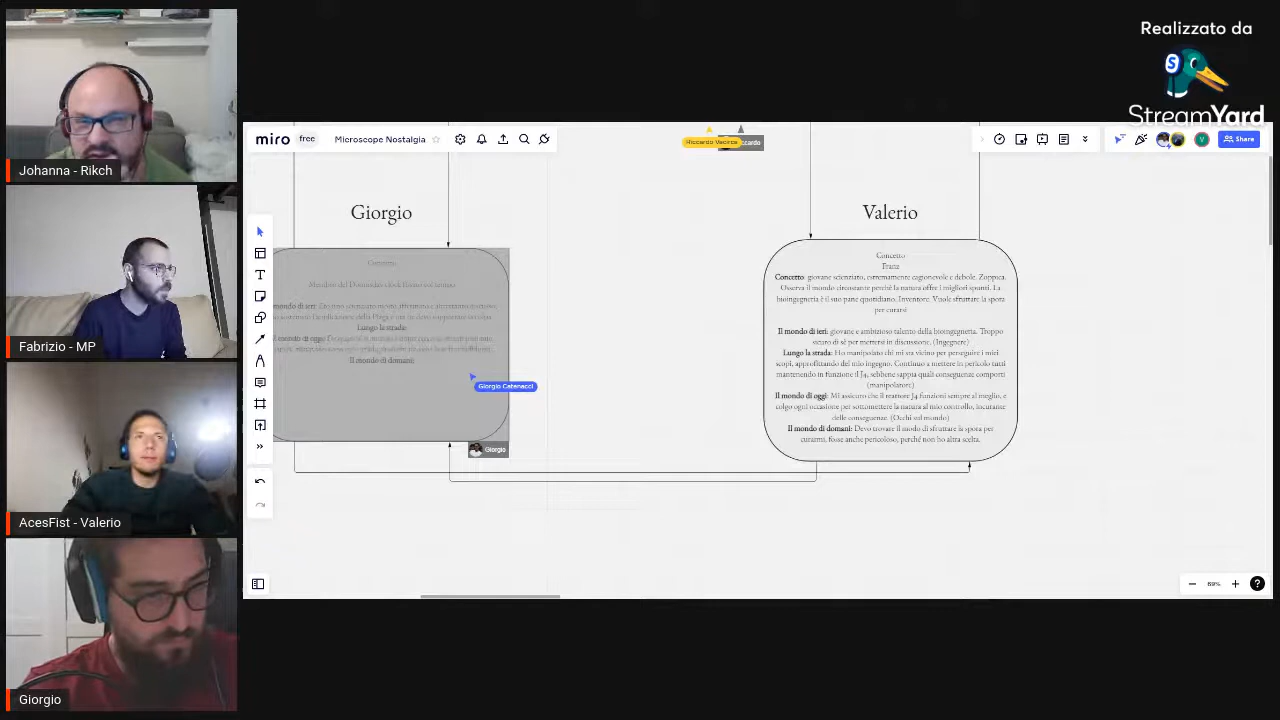 Realizzato da
StreamYard
Johanna - Rikch
Fabrizio - MP
AcesFist - Valerio
Giorgio
miro
free
Microscope Nostalgia
Riccardo Vacirca
Share
Giorgio
Lungo la strada:
Il mondo di domani:
Giorgio Catenacci
Giorgio
Valerio
Concetto
Franz
Concetto: giovane scienziato, estremamente cagionevole e debole. Zoppica.
Osserva il mondo circostante perchè la natura offre i migliori spunti. La
bioingegneria è il suo pane quotidiano. Inventore. Vuole sfruttare la spora
per curarsi
Il mondo di ieri: giovane e ambizioso talento della bioingegneria. Troppo
sicuro di sè per mettersi in discussione. (Ingegnere)
Lungo la strada: Ho manipolato chi mi sta vicino per perseguire i miei
scopi, approfittando del mio ingegno. Continuo a mettere in pericolo tutti
mantenendo in funzione il J4, sebbene sappia quali conseguenze comporti
(manipolatore)
Il mondo di oggi: Mi assicuro che il reattore J4 funzioni sempre al meglio, e
colgo ogni occasione per sottomettere la natura al mio controllo, incurante
delle conseguenze. (Occhi sul mondo)
Il mondo di domani: Devo trovare il modo di sfruttare la spora per
curarmi, fosse anche pericoloso, perchè non ho altra scelta.
69%